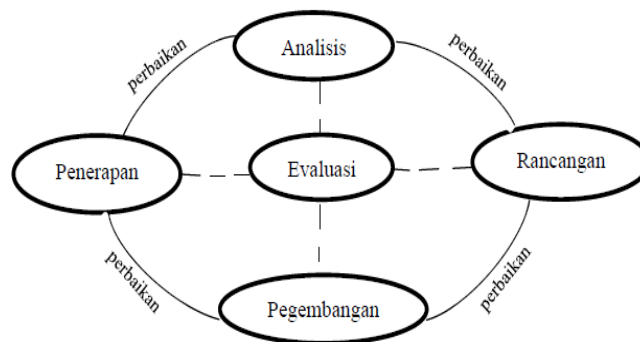 Analisis
perbaikan
perbaikan
Penerapan
Evaluasi
Rancangan
perbaikan
perbaikan
Pegembangan